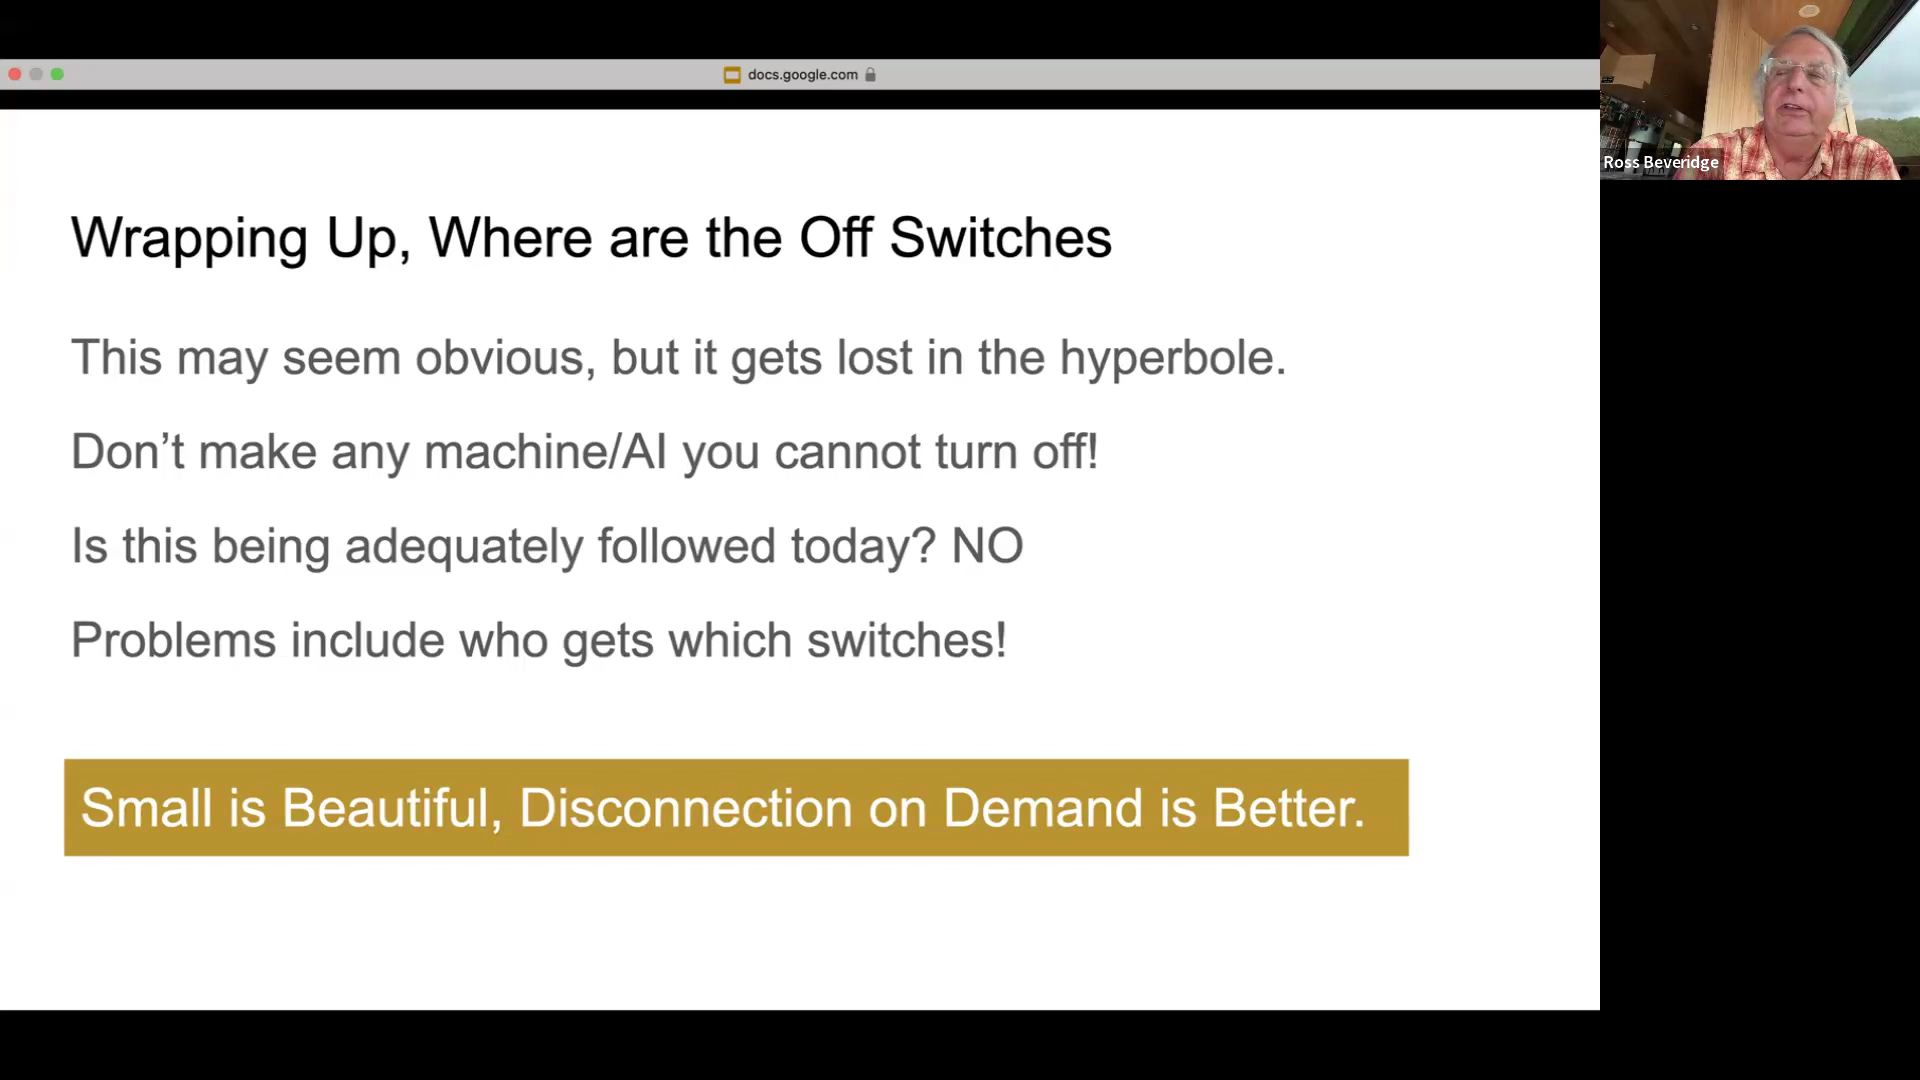 docs.google.com
Ross Beveridge
Wrapping Up, Where are the Off Switches
This may seem obvious, but it gets lost in the hyperbole.
Don’t make any machine/AI you cannot turn off!
Is this being adequately followed today? NO
Problems include who gets which switches!
Small is Beautiful, Disconnection on Demand is Better.